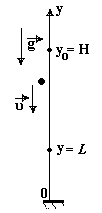 y
g
y₀ = H
υ
y = L
0